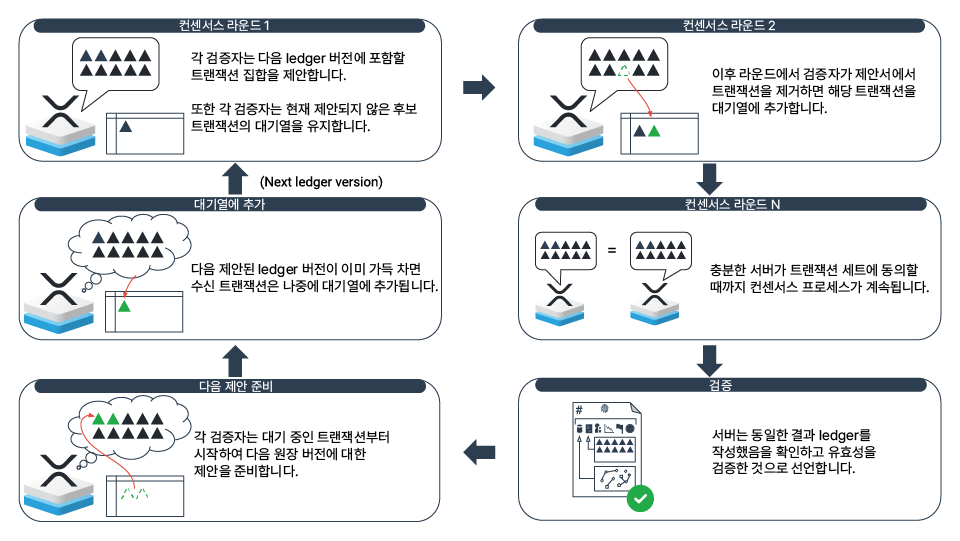 컨센서스 라운드 1
각 검증자는 다음 ledger 버전에 포함할
트랜잭션 집합을 제안합니다.
또한 각 검증자는 현재 제안되지 않은 후보
트랜잭션의 대기열을 유지합니다.
컨센서스 라운드 2
이후 라운드에서 검증자가 제안서에서
트랜잭션을 제거하면 해당 트랜잭션을
대기열에 추가합니다.
컨센서스 라운드 N
=
충분한 서버가 트랜잭션 세트에 동의할
때까지 컨센서스 프로세스가 계속됩니다.
검증
#
서버는 동일한 결과 ledger를
작성했음을 확인하고 유효성을
검증한 것으로 선언합니다.
다음 제안 준비
각 검증자는 대기 중인 트랜잭션부터
시작하여 다음 원장 버전에 대한
제안을 준비합니다.
대기열에 추가
다음 제안된 ledger 버전이 이미 가득 차면
수신 트랜잭션은 나중에 대기열에 추가됩니다.
(Next ledger version)